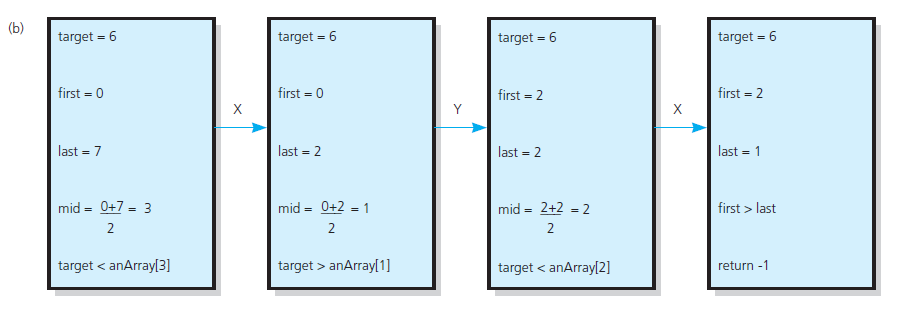 (b)
target = 6
first = 0
last = 7
mid = 0+7 = 3
2
target < anArray[3]
X
target = 6
first = 0
last = 2
mid = 0+2 = 1
2
target > anArray[1]
Y
target = 6
first = 2
last = 2
mid = 2+2 = 2
2
target < anArray[2]
X
target = 6
first = 2
last = 1
first > last
return -1